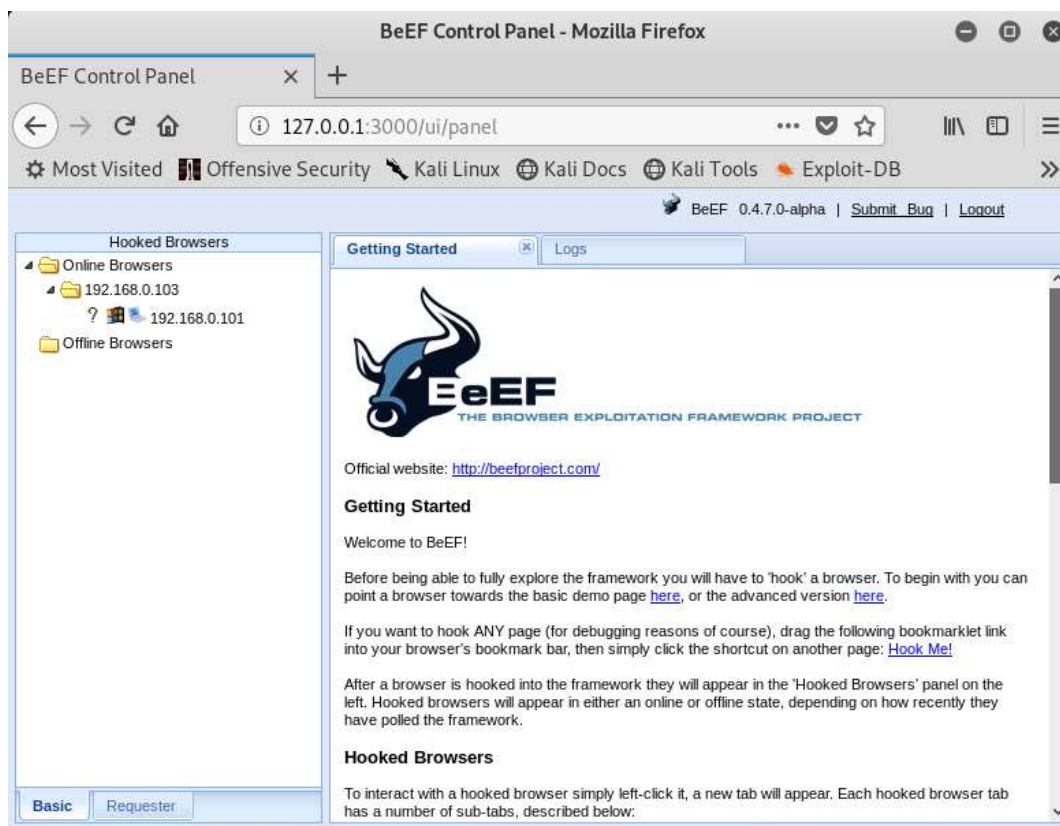 BeEF Control Panel - Mozilla Firefox
BeEF Control Panel
127.0.0.1:3000/ui/panel
Most Visited Offensive Security Kali Linux Kali Docs Kali Tools Exploit-DB
BeEF 0.4.7.0-alpha | Submit Bug | Logout
Hooked Browsers
Online Browsers
192.168.0.103
? 192.168.0.101
Offline Browsers
Basic Requester
Getting Started Logs
BeEF
THE BROWSER EXPLOITATION FRAMEWORK PROJECT
Official website: http://beefproject.com/
Getting Started
Welcome to BeEF!
Before being able to fully explore the framework you will have to 'hook' a browser. To begin with you can
point a browser towards the basic demo page here, or the advanced version here.
If you want to hook ANY page (for debugging reasons of course), drag the following bookmarklet link
into your browser's bookmark bar, then simply click the shortcut on another page: Hook Me!
After a browser is hooked into the framework they will appear in the 'Hooked Browsers' panel on the
left. Hooked browsers will appear in either an online or offline state, depending on how recently they
have polled the framework.
Hooked Browsers
To interact with a hooked browser simply left-click it, a new tab will appear. Each hooked browser tab
has a number of sub-tabs, described below: